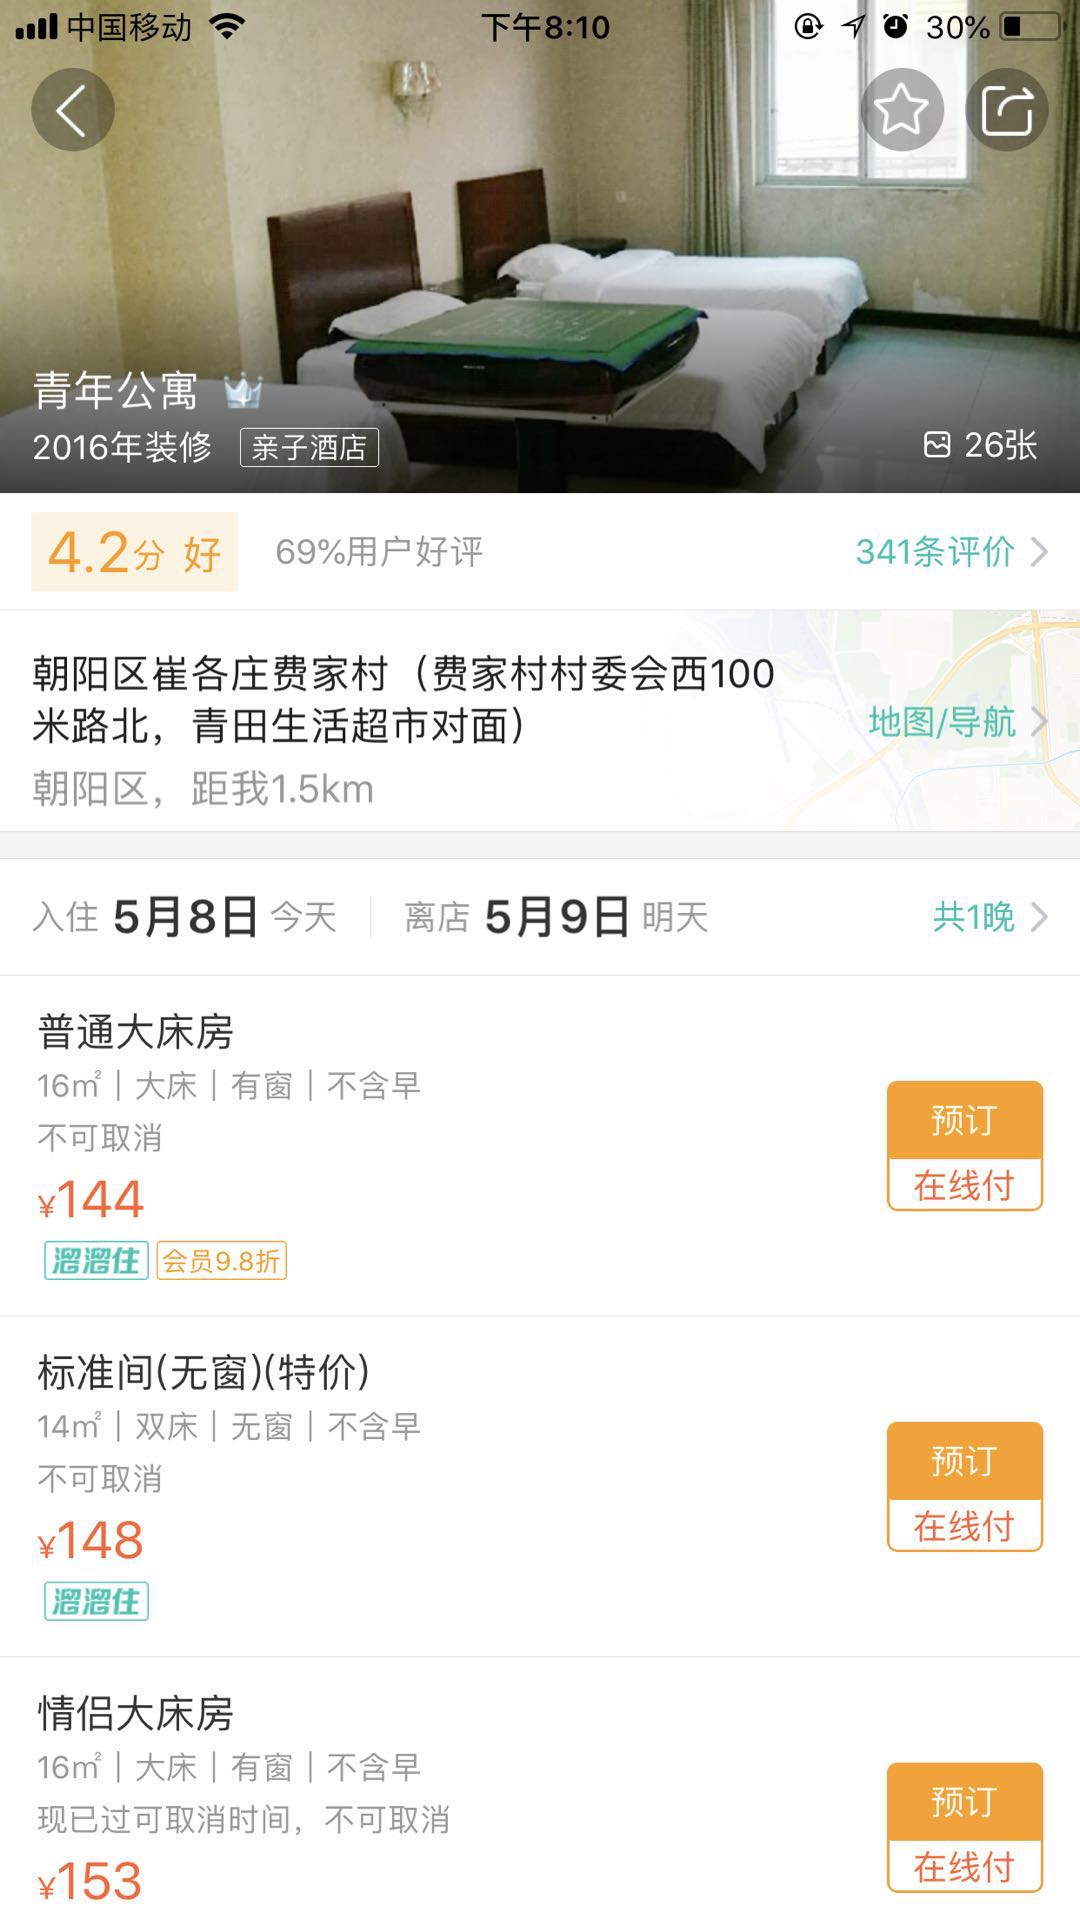 中国移动 下午8:10 30%
青年公寓
2016年装修 亲子酒店 26张
4.2分 好 69%用户好评 341条评价
朝阳区崔各庄费家村（费家村村委会西100
米路北，青田生活超市对面）
地图/导航
朝阳区，距我1.5km
入住 5月8日 今天 离店 5月9日 明天 共1晚
普通大床房
16㎡｜大床｜有窗｜不含早
不可取消
预订
在线付
¥144
溜溜住 会员9.8折
标准间(无窗)(特价)
14㎡｜双床｜无窗｜不含早
不可取消
预订
在线付
¥148
溜溜住
情侣大床房
16㎡｜大床｜有窗｜不含早
现已过可取消时间，不可取消
预订
在线付
¥153